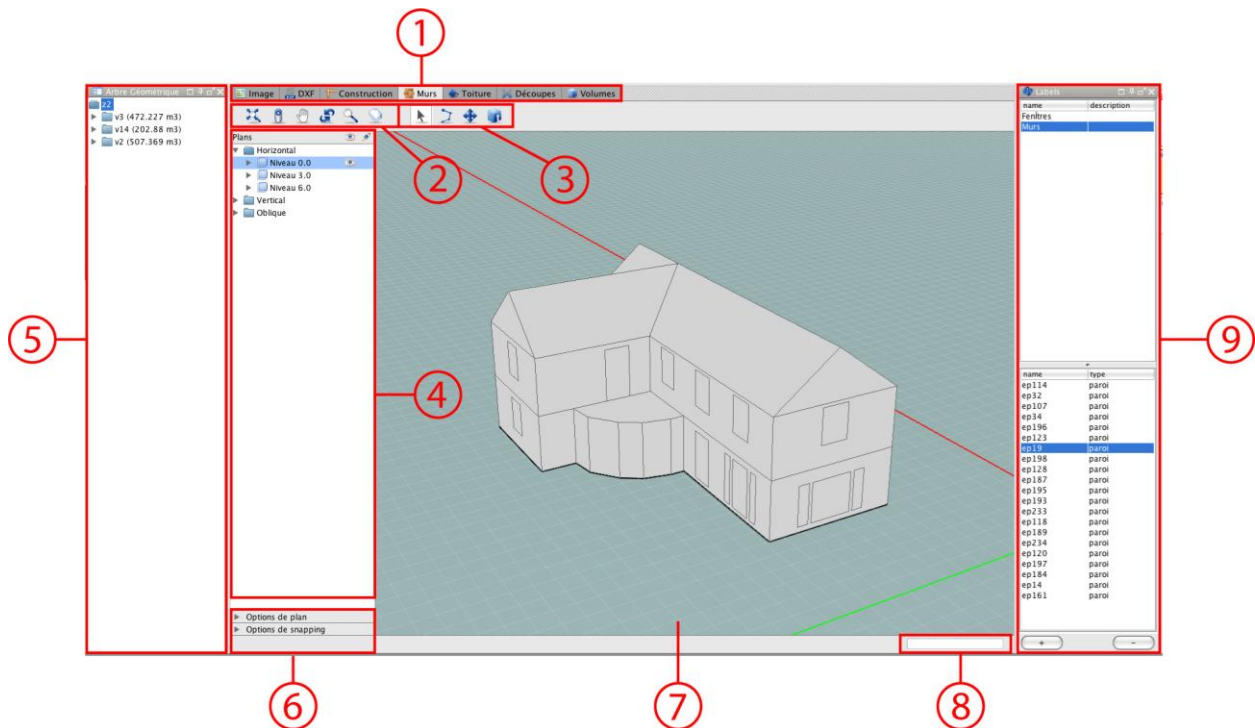 1
Arbre Géométrique
Image DXF Construction Murs Toiture Découpes Volumes
Labels
z2
v3 (472.227 m3)
v14 (202.88 m3)
v2 (507.369 m3)
Plans
Horizontal
Niveau 0.0
Niveau 3.0
Niveau 6.0
Vertical
Oblique
2
3
4
5
name description
Fenêtres
Murs
9
name type
ep114 paroi
ep32 paroi
ep107 paroi
ep34 paroi
ep196 paroi
ep123 paroi
ep19 paroi
ep198 paroi
ep128 paroi
ep187 paroi
ep195 paroi
ep193 paroi
ep233 paroi
ep118 paroi
ep189 paroi
ep234 paroi
ep120 paroi
ep197 paroi
ep184 paroi
ep14 paroi
ep161 paroi
+ -
Options de plan
Options de snapping
6
7
8